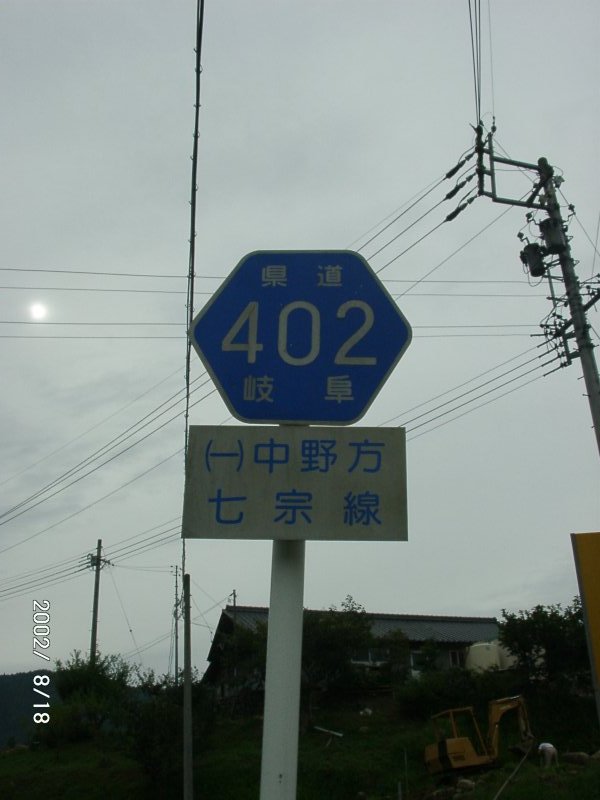 県道
402
岐阜
(一)中野方
七宗線
2002/ 8/18